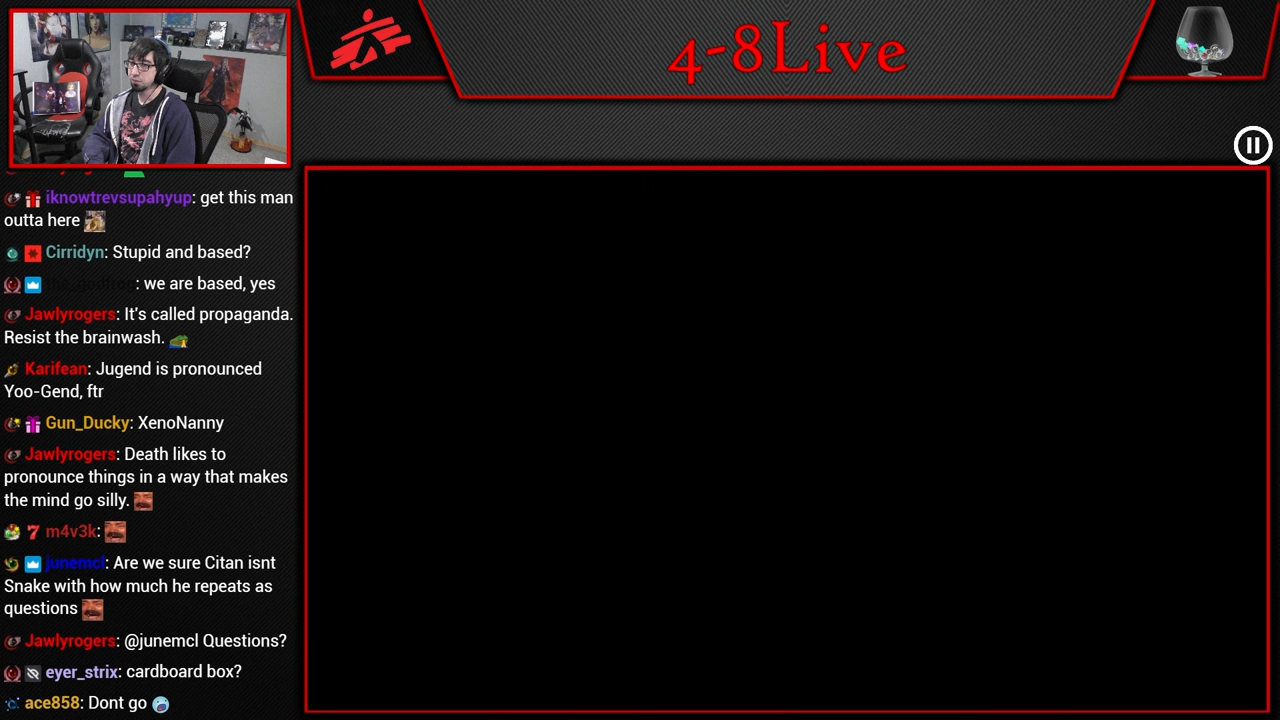 4-8Live
iknowtrevsupahyup: get this man
outta here
Cirridyn: Stupid and based?
: we are based, yes
Jawlyrogers: It's called propaganda.
Resist the brainwash.
Karifean: Jugend is pronounced
Yoo-Gend, ftr
Gun_Ducky: XenoNanny
Jawlyrogers: Death likes to
pronounce things in a way that makes
the mind go silly.
7 m4v3k:
junemcl: Are we sure Citan isnt
Snake with how much he repeats as
questions
Jawlyrogers: @junemcl Questions?
eyer_strix: cardboard box?
ace858: Dont go